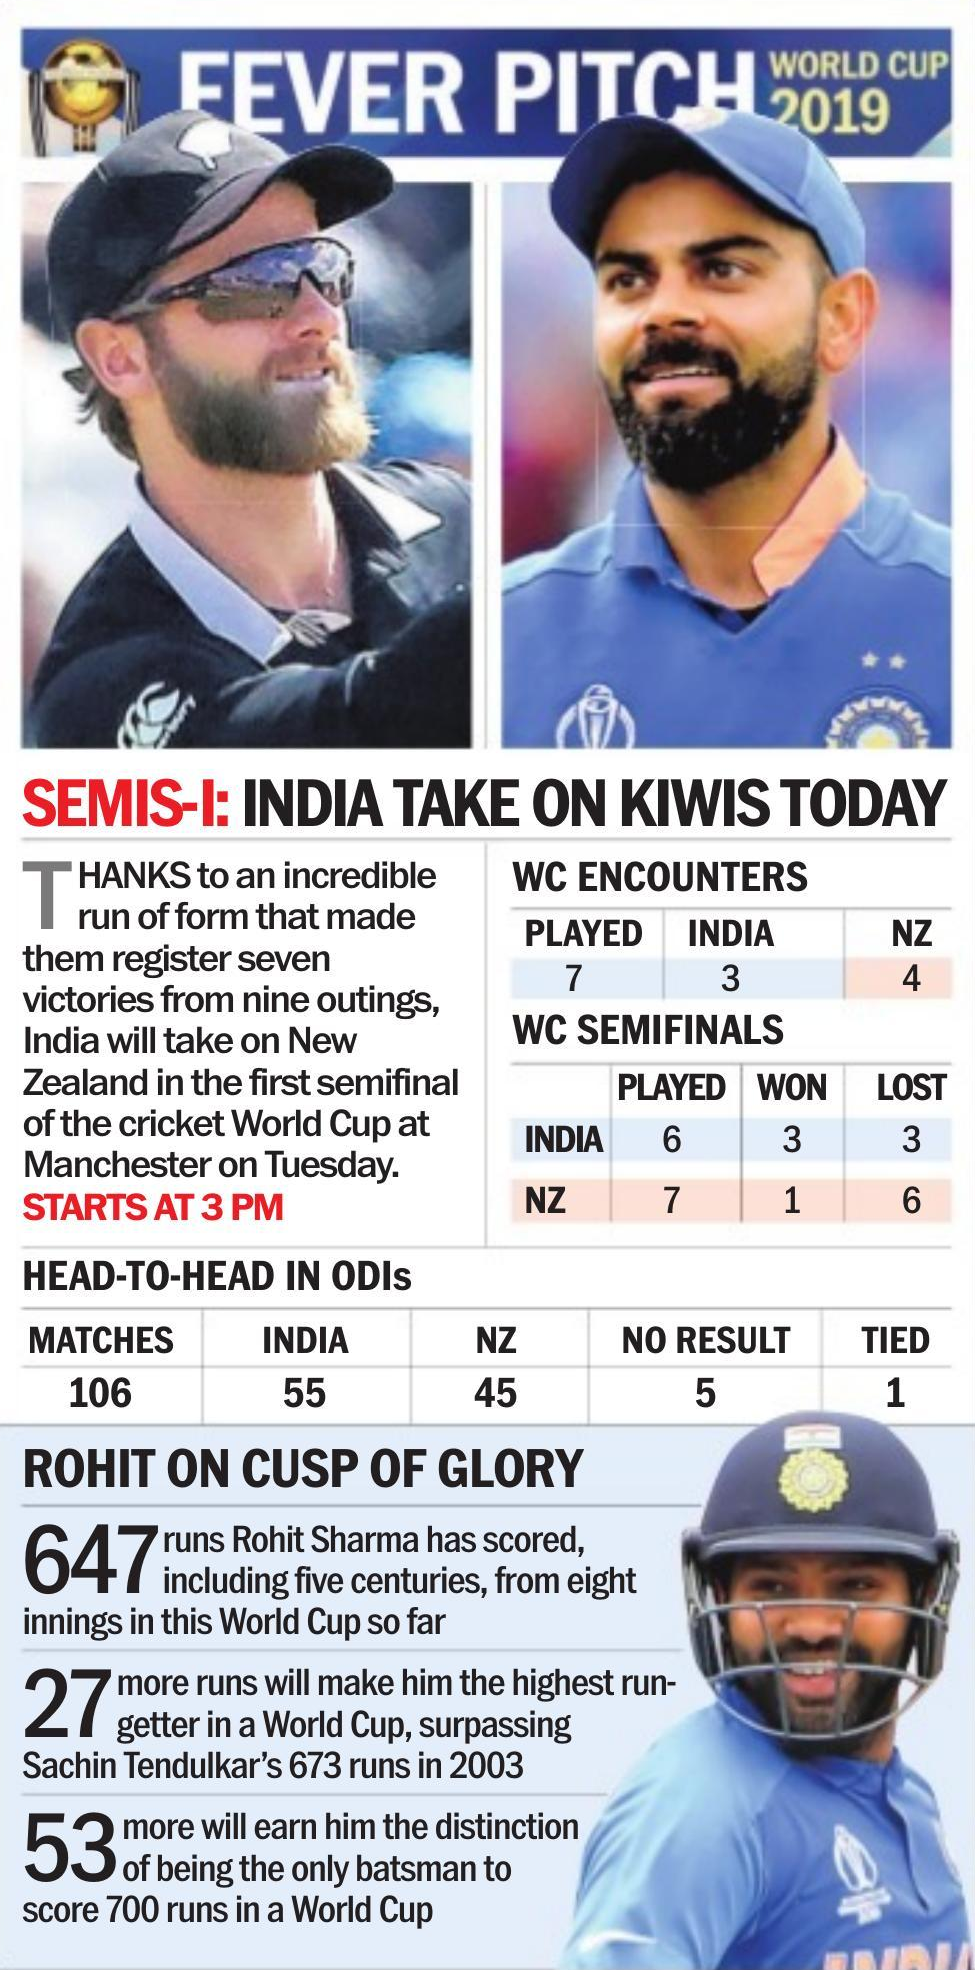 FEVER PITCH
WORLD CUP
2019
SEMIS-I: INDIA TAKE ON KIWIS TODAY
THANKS to an incredible
run of form that made
them register seven
victories from nine outings,
India will take on New
Zealand in the first semifinal
of the cricket World Cup at
Manchester on Tuesday.
STARTS AT 3 PM
WC ENCOUNTERS
PLAYED INDIA NZ
7 3 4
WC SEMIFINALS
PLAYED WON LOST
INDIA 6 3 3
NZ 7 1 6
HEAD-TO-HEAD IN ODIs
MATCHES INDIA NZ NO RESULT TIED
106 55 45 5 1
ROHIT ON CUSP OF GLORY
647 runs Rohit Sharma has scored,
including five centuries, from eight
innings in this World Cup so far
27 more runs will make him the highest run-
getter in a World Cup, surpassing
Sachin Tendulkar's 673 runs in 2003
53 more will earn him the distinction
of being the only batsman to
score 700 runs in a World Cup
INDIA